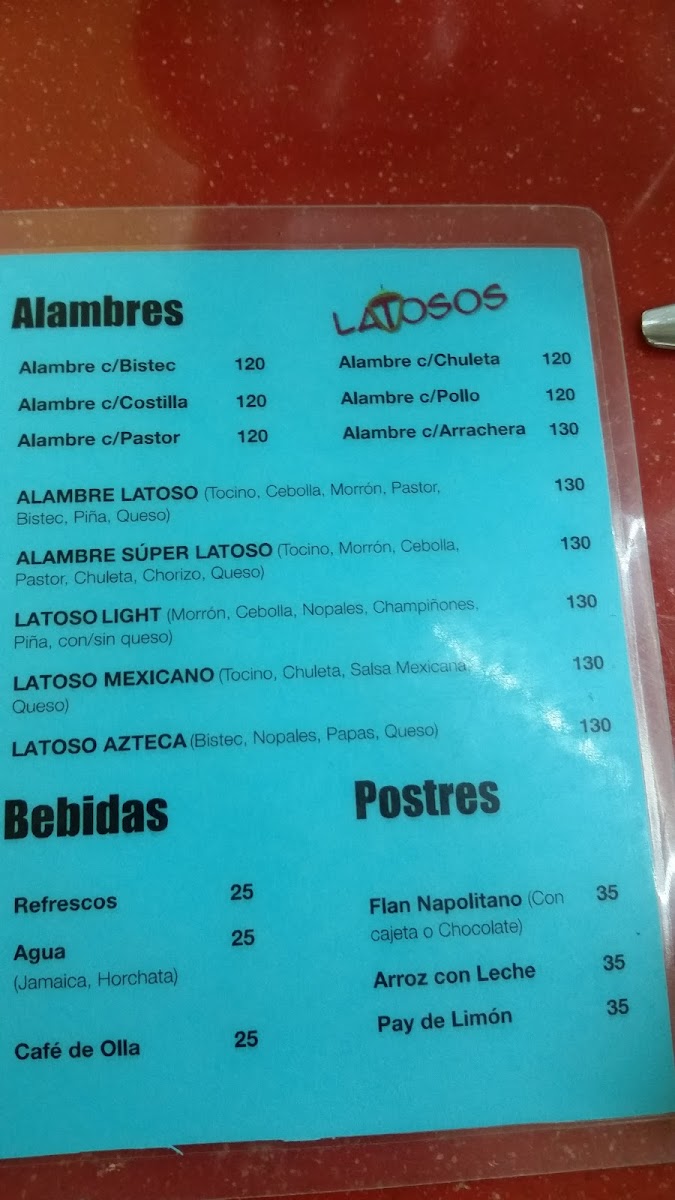 Alambres
LATOSOS
Alambre c/Bistec 120
Alambre c/Costilla 120
Alambre c/Pastor 120
Alambre c/Chuleta 120
Alambre c/Pollo 120
Alambre c/Arrachera 130
ALAMBRE LATOSO (Tocino, Cebolla, Morrón, Pastor, 130
Bistec, Piña, Queso)
ALAMBRE SÚPER LATOSO (Tocino, Morrón, Cebolla, 130
Pastor, Chuleta, Chorizo, Queso)
LATOSO LIGHT (Morrón, Cebolla, Nopales, Champiñones, 130
Piña, con/sin queso)
LATOSO MEXICANO (Tocino, Chuleta, Salsa Mexicana, 130
Queso)
LATOSO AZTECA (Bistec, Nopales, Papas, Queso) 130
Bebidas
Refrescos 25
Agua 25
(Jamaica, Horchata)
Café de Olla 25
Postres
Flan Napolitano (Con 35
cajeta o Chocolate)
Arroz con Leche 35
Pay de Limón 35